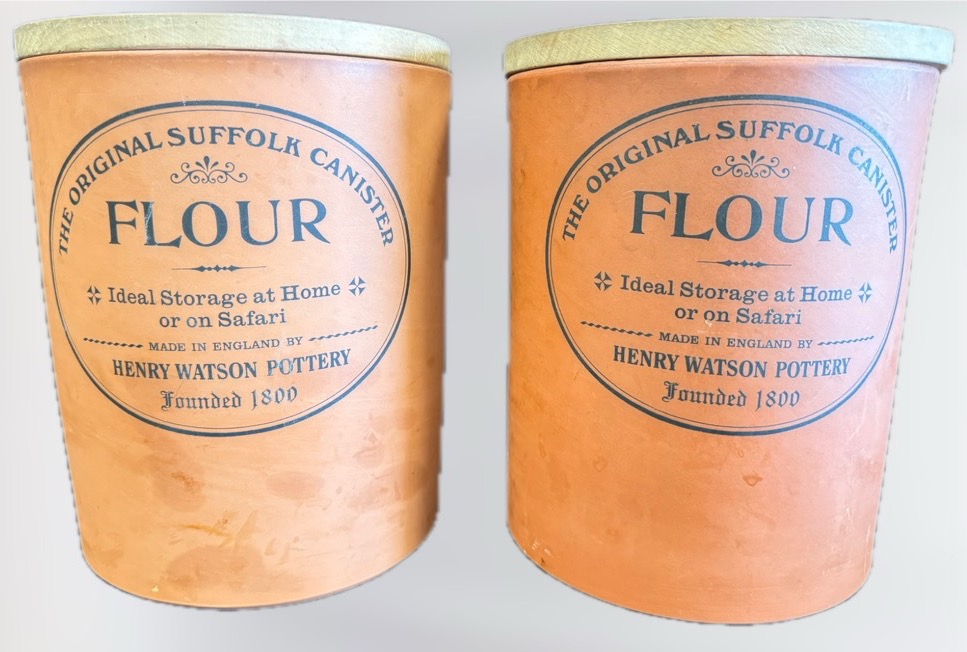 THE ORIGINAL SUFFOLK CANISTER
FLOUR
Ideal Storage at Home
or on Safari
MADE IN ENGLAND BY
HENRY WATSON POTTERY
Founded 1800
THE ORIGINAL SUFFOLK CANISTER
FLOUR
Ideal Storage at Home
or on Safari
MADE IN ENGLAND BY
HENRY WATSON POTTERY
Founded 1800